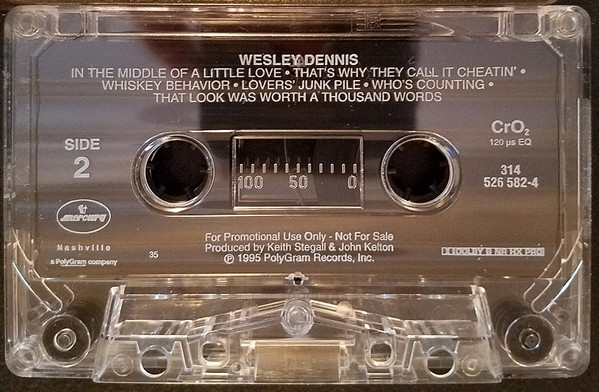 WESLEY DENNIS
IN THE MIDDLE OF A LITTLE LOVE • THAT'S WHY THEY CALL IT CHEATIN' •
WHISKEY BEHAVIOR • LOVERS' JUNK PILE • WHO'S COUNTING •
THAT LOOK WAS WORTH A THOUSAND WORDS
SIDE
2
CrO2
120 µs EQ
100 50 0
314
526 582-4
mercury
Nashville
a PolyGram company
35
For Promotional Use Only - Not For Sale
Produced by Keith Stegall & John Kelton
℗ 1995 PolyGram Records, Inc.
DOLBY B NR HX PRO